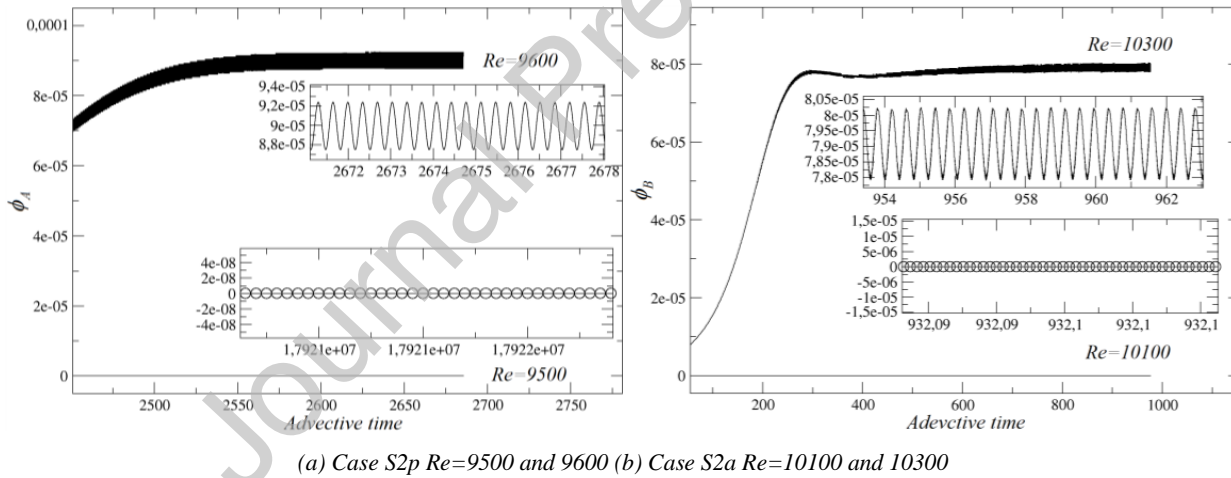 0,0001
Re=9600
9,4e-05
9,2e-05
9e-05
8,8e-05
2672 2673 2674 2675 2676 2677 2678
8e-05
6e-05
ϕA
4e-05
2e-05
0
4e-08
2e-08
0
-2e-08
-4e-08
1,7921e+07 1,7921e+07 1,7922e+07
Re=9500
2500 2550 2600 2650 2700 2750
Advective time
Re=10300
8e-05
8,05e-05
8e-05
7,95e-05
7,9e-05
7,85e-05
7,8e-05
954 956 958 960 962
6e-05
ϕB
4e-05
2e-05
0
1,5e-05
1e-05
5e-06
0
-5e-06
-1e-05
-1,5e-05
932,09 932,09 932,1 932,1 932,1
Re=10100
200 400 600 800 1000
Adevctive time
(a) Case S2p Re=9500 and 9600 (b) Case S2a Re=10100 and 10300
Journal Pre